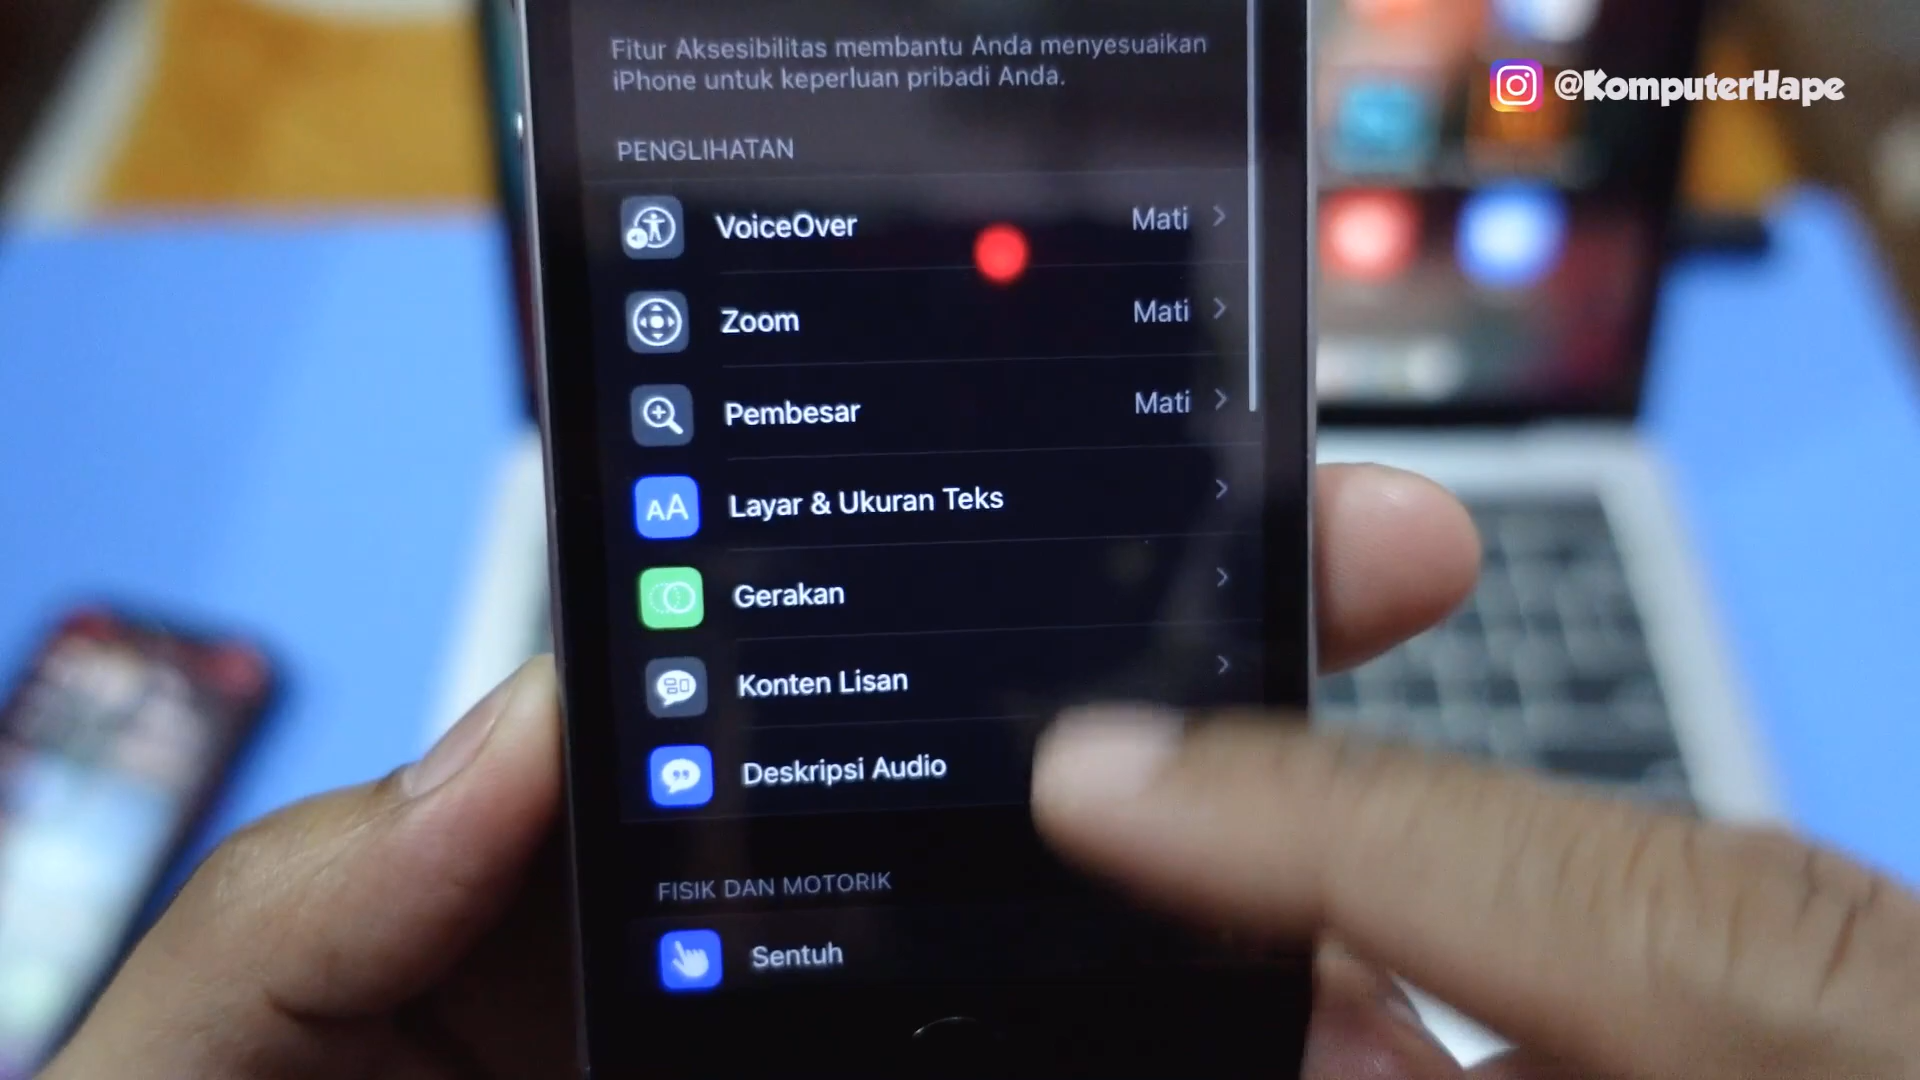 Fitur Aksesibilitas membantu Anda menyesuaikan
iPhone untuk keperluan pribadi Anda.
@KomputerHape
PENGLIHATAN
VoiceOver Mati
Zoom Mati
Pembesar Mati
AA Layar & Ukuran Teks
Gerakan
Konten Lisan
Deskripsi Audio
FISIK DAN MOTORIK
Sentuh